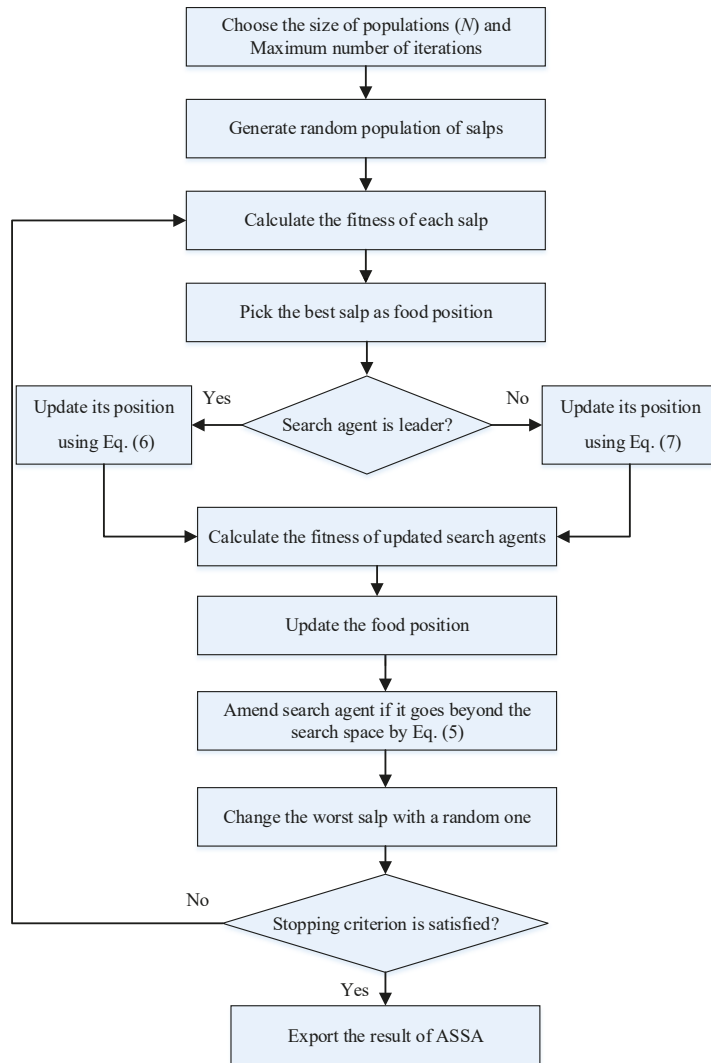 Choose the size of populations (N) and
Maximum number of iterations
Generate random population of salps
Calculate the fitness of each salp
Pick the best salp as food position
Yes
Search agent is leader?
No
Update its position
using Eq. (6)
Update its position
using Eq. (7)
Calculate the fitness of updated search agents
Update the food position
Amend search agent if it goes beyond the
search space by Eq. (5)
Change the worst salp with a random one
No
Stopping criterion is satisfied?
Yes
Export the result of ASSA